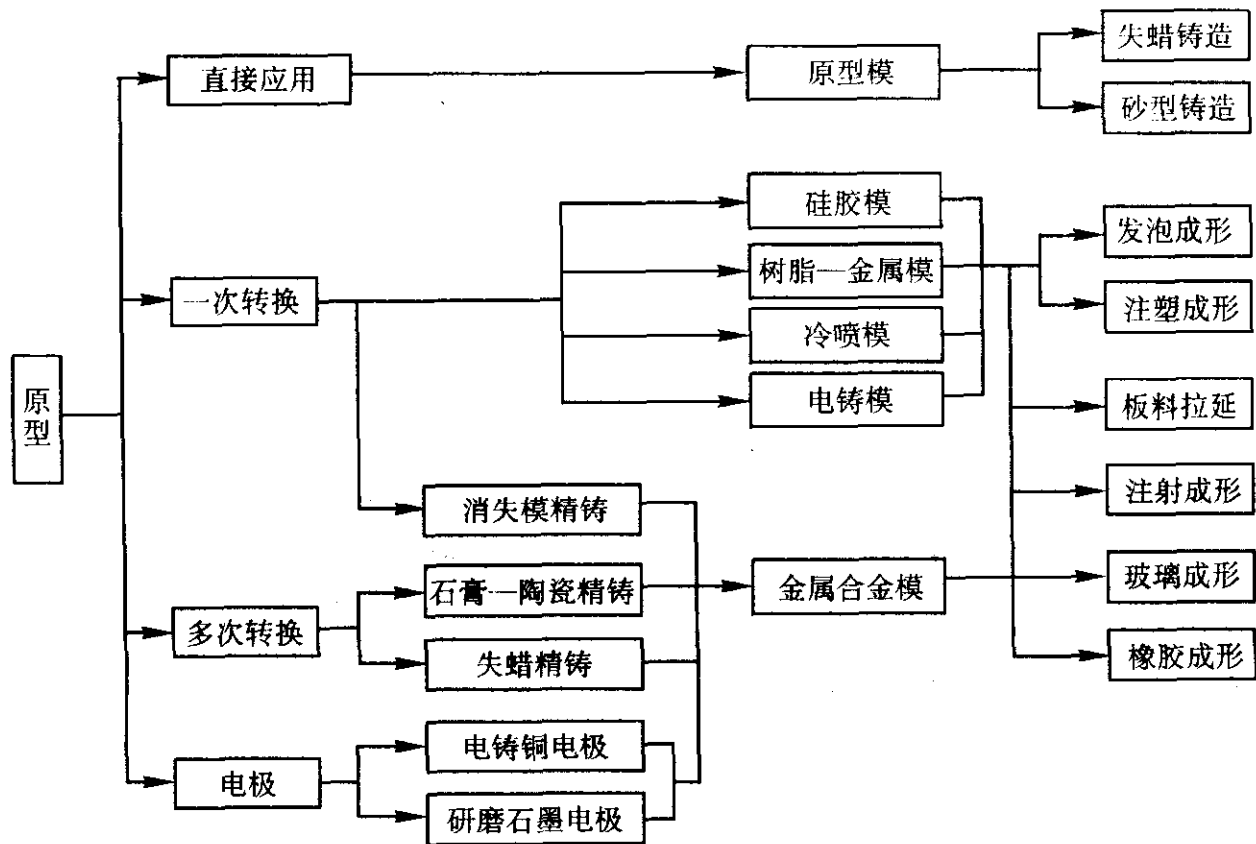 失蜡铸造
直接应用
原型模
砂型铸造
硅胶模
发泡成形
树脂—金属模
一次转换
注塑成形
冷喷模
原型
电铸模
板料拉延
消失模精铸
注射成形
石膏—陶瓷精铸
金属合金模
玻璃成形
多次转换
失蜡精铸
橡胶成形
电铸铜电极
电极
研磨石墨电极